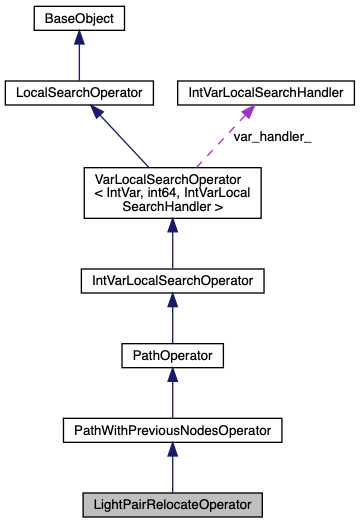 BaseObject
LocalSearchOperator
IntVarLocalSearchHandler
var_handler_
VarLocalSearchOperator
< IntVar, int64, IntVarLocal
SearchHandler >
IntVarLocalSearchOperator
PathOperator
PathWithPreviousNodesOperator
LightPairRelocateOperator